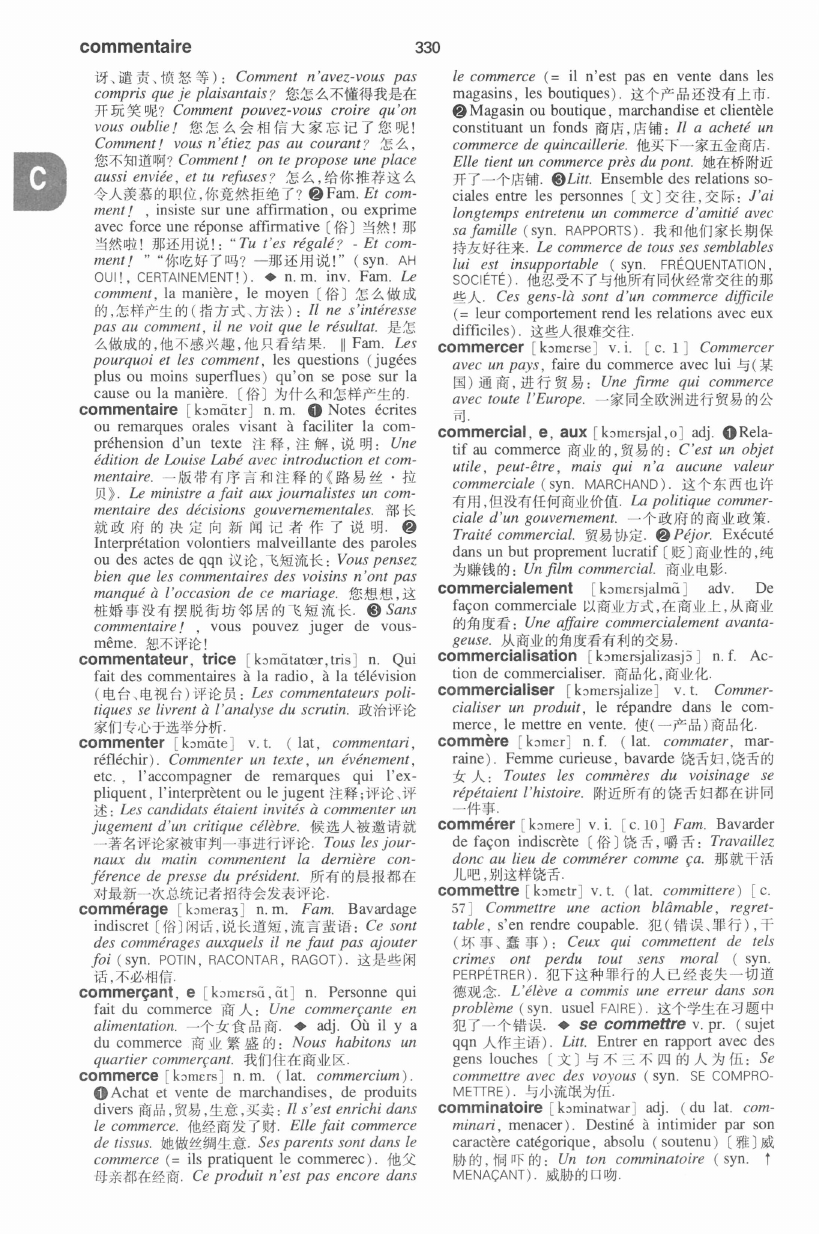 commentaire
330
C
讶、谴责、愤怒等): Comment n'avez-vous pas
compris que je plaisantais? 您怎么不懂得我是在
开玩笑呢? Comment pouvez-vous croire qu'on
vous oublie! 您怎么会相信大家忘记了您呢!
Comment! vous n'étiez pas au courant? 怎么,
您不知道啊? Comment! on te propose une place
aussi enviée, et tu refuses? 怎么,给你推荐这么
令人羡慕的职位,你竟然拒绝了? ❷ Fam. Et com-
ment! , insiste sur une affirmation, ou exprime
avec force une réponse affirmative〔俗〕当然! 那
当然啦! 那还用说!: “Tu t'es régalé? - Et com-
ment! ” “你吃好了吗? —那还用说!” (syn. AH
OUI!, CERTAINEMENT!). ◆ n. m. inv. Fam. Le
comment, la manière, le moyen〔俗〕怎么做成
的,怎样产生的(指方式、方法): Il ne s'intéresse
pas au comment, il ne voit que le résultat. 是怎
么做成的,他不感兴趣,他只看结果. ‖ Fam. Les
pourquoi et les comment, les questions (jugées
plus ou moins superflues) qu'on se pose sur la
cause ou la manière.〔俗〕为什么和怎样产生的.
commentaire [kɔmɑ̃tɛr] n. m. ❶ Notes écrites
ou remarques orales visant à faciliter la com-
préhension d'un texte 注释,注解,说明: Une
édition de Louise Labé avec introduction et com-
mentaire. 一版带有序言和注释的《路易丝·拉
贝》. Le ministre a fait aux journalistes un com-
mentaire des décisions gouvernementales. 部长
就政府的决定向新闻记者作了说明. ❷
Interprétation volontiers malveillante des paroles
ou des actes de qqn 议论,飞短流长: Vous pensez
bien que les commentaires des voisins n'ont pas
manqué à l'occasion de ce mariage. 您想想,这
桩婚事没有摆脱街坊邻居的飞短流长. ❸ Sans
commentaire! , vous pouvez juger de vous-
même. 恕不评论!
commentateur, trice [kɔmɑ̃tatœr,tris] n. Qui
fait des commentaires à la radio, à la télévision
(电台、电视台)评论员: Les commentateurs poli-
tiques se livrent à l'analyse du scrutin. 政治评论
家们专心于选举分析.
commenter [kɔmɑ̃te] v. t. ( lat, commentari,
réfléchir). Commenter un texte, un événement,
etc. , l'accompagner de remarques qui l'ex-
pliquent, l'interprètent ou le jugent 注释;评论、评
述: Les candidats étaient invités à commenter un
jugement d'un critique célèbre. 候选人被邀请就
一著名评论家被审判一事进行评论. Tous les jour-
naux du matin commentent la dernière con-
férence de presse du président. 所有的晨报都在
对最新一次总统记者招待会发表评论.
commérage [kɔmeraʒ] n. m. Fam. Bavardage
indiscret〔俗〕闲话,说长道短,流言蜚语: Ce sont
des commérages auxquels il ne faut pas ajouter
foi (syn. POTIN, RACONTAR, RAGOT). 这是些闲
话,不必相信.
commerçant, e [kɔmɛrsɑ̃, ɑ̃t] n. Personne qui
fait du commerce 商人: Une commerçante en
alimentation. 一个女食品商. ◆ adj. Où il y a
du commerce 商业繁盛的: Nous habitons un
quartier commerçant. 我们住在商业区.
commerce [kɔmɛrs] n. m. (lat. commercium).
❶ Achat et vente de marchandises, de produits
divers 商品,贸易,生意,买卖: Il s'est enrichi dans
le commerce. 他经商发了财. Elle fait commerce
de tissus. 她做丝绸生意. Ses parents sont dans le
commerce (= ils pratiquent le commerec). 他父
母亲都在经商. Ce produit n'est pas encore dans
le commerce (= il n'est pas en vente dans les
magasins, les boutiques). 这个产品还没有上市.
❷ Magasin ou boutique, marchandise et clientèle
constituant un fonds 商店,店铺: Il a acheté un
commerce de quincaillerie. 他买下一家五金商店.
Elle tient un commerce près du pont. 她在桥附近
开了一个店铺. ❸ Litt. Ensemble des relations so-
ciales entre les personnes〔文〕交往,交际: J'ai
longtemps entretenu un commerce d'amitié avec
sa famille (syn. RAPPORTS). 我和他们家长期保
持友好往来. Le commerce de tous ses semblables
lui est insupportable ( syn. FRÉQUENTATION,
SOCIÉTÉ). 他忍受不了与他所有同伙经常交往的那
些人. Ces gens-là sont d'un commerce difficile
(= leur comportement rend les relations avec eux
difficiles). 这些人很难交往.
commercer [kɔmɛrse] v. i. [c. 1] Commercer
avec un pays, faire du commerce avec lui 与(某
国)通商,进行贸易: Une firme qui commerce
avec toute l'Europe. 一家同全欧洲进行贸易的公
司.
commercial, e, aux [kɔmɛrsjal,o] adj. ❶ Rela-
tif au commerce 商业的,贸易的: C'est un objet
utile, peut-être, mais qui n'a aucune valeur
commerciale (syn. MARCHAND). 这个东西也许
有用,但没有任何商业价值. La politique commer-
ciale d'un gouvernement. 一个政府的商业政策.
Traité commercial. 贸易协定. ❷ Péjor. Exécuté
dans un but proprement lucratif〔贬〕商业性的,纯
为赚钱的: Un film commercial. 商业电影.
commercialement [kɔmɛrsjalmɑ̃] adv. De
façon commerciale 以商业方式,在商业上,从商业
的角度看: Une affaire commercialement avanta-
geuse. 从商业的角度看有利的交易.
commercialisation [kɔmɛrsjalizasjɔ̃] n. f. Ac-
tion de commercialiser. 商品化,商业化.
commercialiser [kɔmɛrsjalize] v. t. Commer-
cialiser un produit, le répandre dans le com-
merce, le mettre en vente. 使(一产品)商品化.
commère [kɔmɛr] n. f. ( lat. commater, mar-
raine). Femme curieuse, bavarde 饶舌妇,饶舌的
女人: Toutes les commères du voisinage se
répétaient l'histoire. 附近所有的饶舌妇都在讲同
一件事.
commérer [kɔmere] v. i. [c. 10] Fam. Bavarder
de façon indiscrète〔俗〕饶舌,嚼舌: Travaillez
donc au lieu de commérer comme ça. 那就干活
儿吧,别这样饶舌.
commettre [kɔmɛtr] v. t. (lat. committere) [c.
57] Commettre une action blâmable, regret-
table, s'en rendre coupable. 犯(错误、罪行),干
(坏事、蠢事): Ceux qui commettent de tels
crimes ont perdu tout sens moral ( syn.
PERPÉTRER). 犯下这种罪行的人已经丧失一切道
德观念. L'élève a commis une erreur dans son
problème (syn. usuel FAIRE). 这个学生在习题中
犯了一个错误. ◆ se commettre v. pr. (sujet
qqn 人作主语). Litt. Entrer en rapport avec des
gens louches〔文〕与不三不四的人为伍: Se
commettre avec des voyous (syn. SE COMPRO-
METTRE). 与小流氓为伍.
comminatoire [kɔminatwar] adj. (du lat. com-
minari, menacer). Destiné à intimider par son
caractère catégorique, absolu (soutenu)〔雅〕威
胁的,恫吓的: Un ton comminatoire (syn. ↑
MENAÇANT). 威胁的口吻.